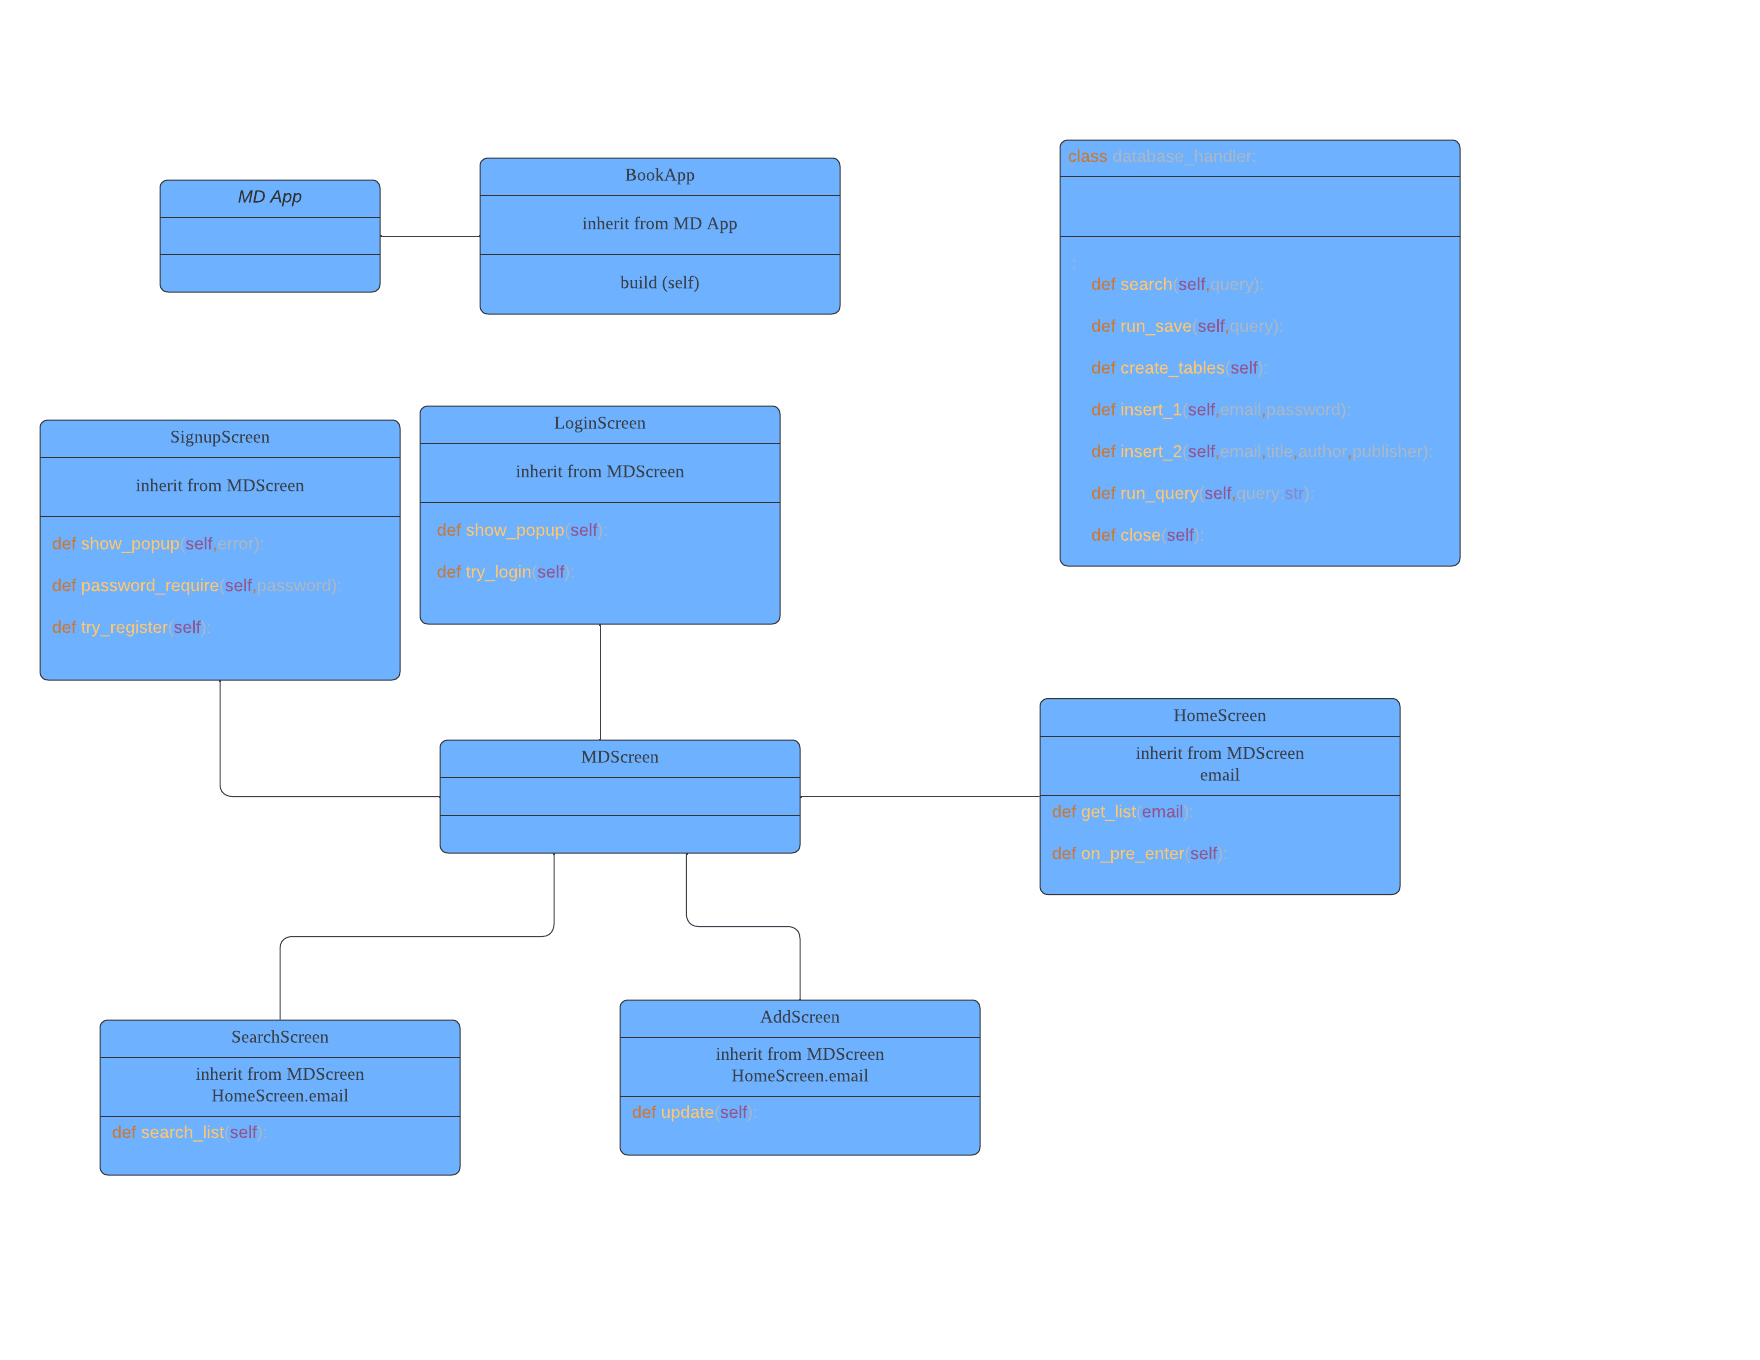 MD App
BookApp
inherit from MD App
build (self)
class database_handler:
:
def search(self,query):
def run_save(self,query):
def create_tables(self):
def insert_1(self,email,password):
def insert_2(self,email,title,author,publisher):
def run_query(self,query:str):
def close(self):
SignupScreen
inherit from MDScreen
def show_popup(self,error):
def password_require(self,password):
def try_register(self):
LoginScreen
inherit from MDScreen
def show_popup(self):
def try_login(self):
MDScreen
HomeScreen
inherit from MDScreen
email
def get_list(email):
def on_pre_enter(self):
SearchScreen
inherit from MDScreen
HomeScreen.email
def search_list(self):
AddScreen
inherit from MDScreen
HomeScreen.email
def update(self):